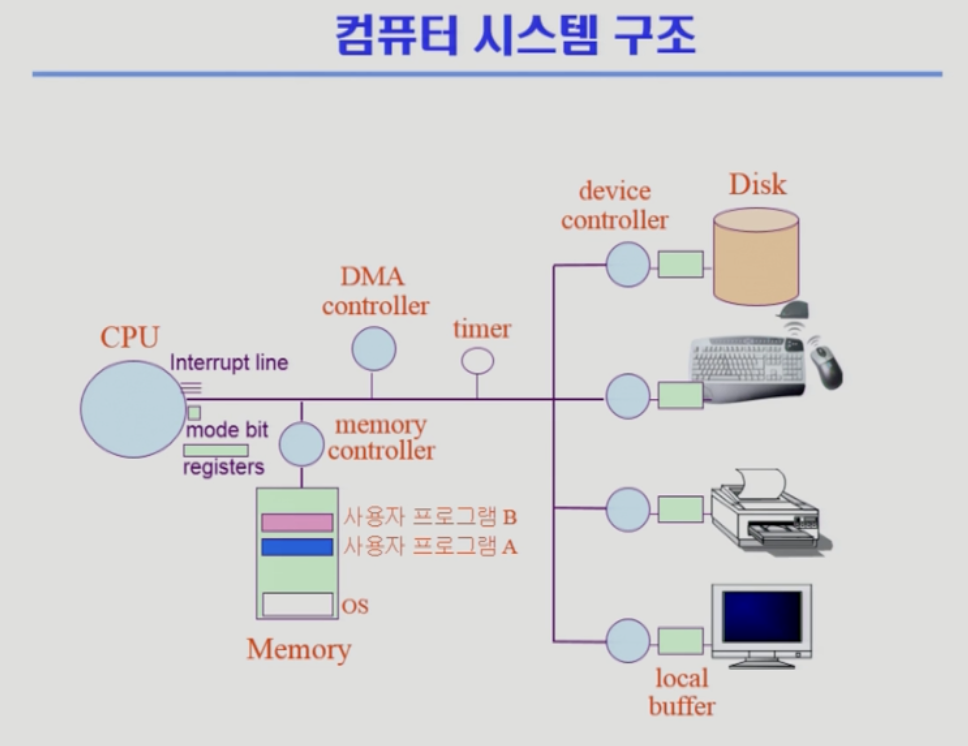 컴퓨터 시스템 구조
Disk
device
controller
DMA
controller
timer
CPU
Interrupt line
mode bit
registers
memory
controller
사용자 프로그램 B
사용자 프로그램 A
OS
Memory
local
buffer